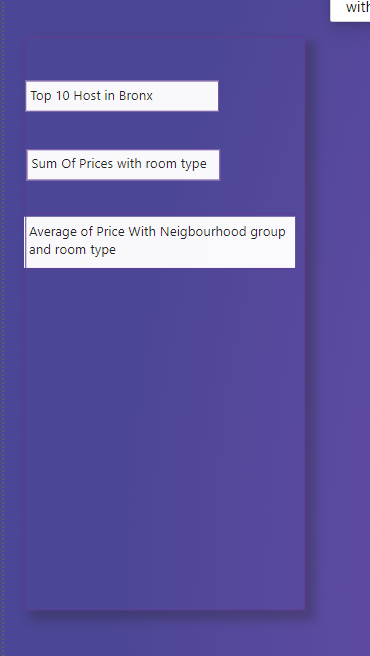 with
Top 10 Host in Bronx
Sum Of Prices with room type
Average of Price With Neigbourhood group
and room type